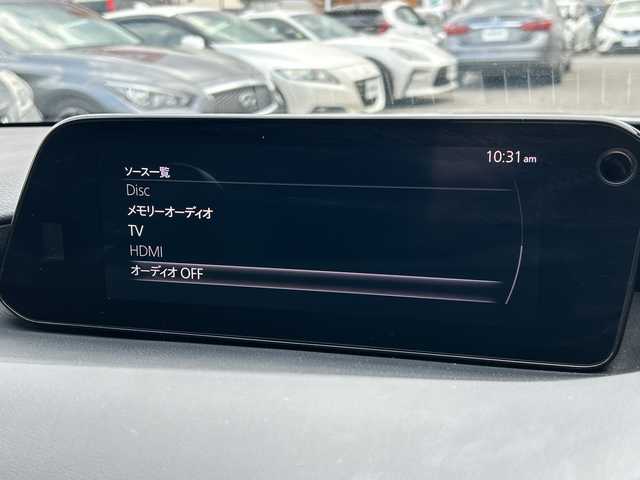 10:31 am
ソース一覧
Disc
メモリーオーディオ
TV
HDMI
オーディオ OFF